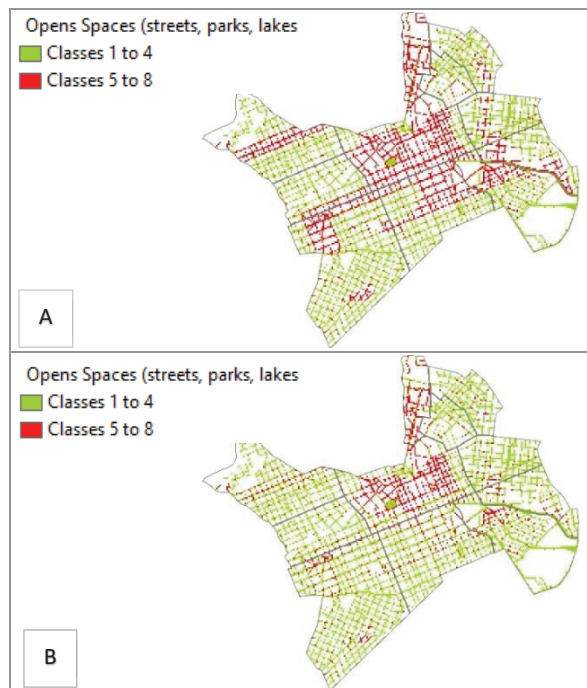 Opens Spaces (streets, parks, lakes
Classes 1 to 4
Classes 5 to 8
A
Opens Spaces (streets, parks, lakes
Classes 1 to 4
Classes 5 to 8
B